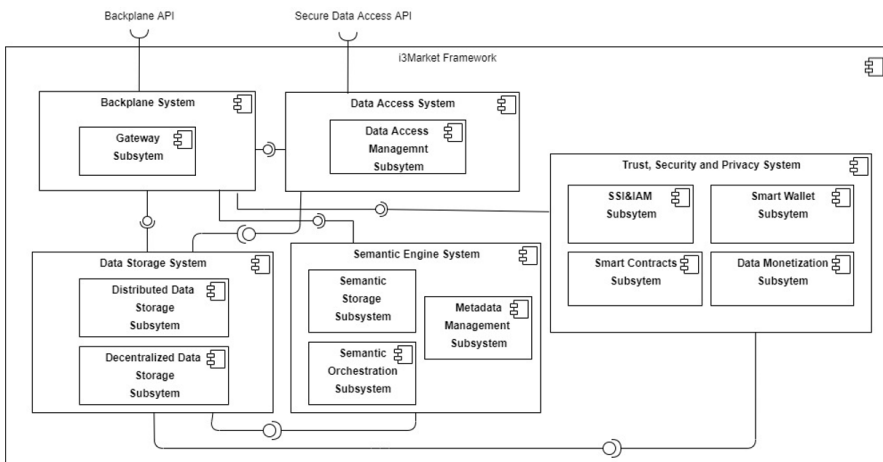 Backplane API
Secure Data Access API
i3Market Framework
Backplane System
Gateway
Subsytem
Data Access System
Data Access
Managemnt
Subsytem
Trust, Security and Privacy System
SSI&IAM
Subsytem
Smart Wallet
Subsytem
Smart Contracts
Subsytem
Data Monetization
Subsytem
Data Storage System
Distributed Data
Storage
Subsytem
Decentralized Data
Storage
Subsytem
Semantic Engine System
Semantic
Storage
Subsystem
Metadata
Management
Subsystem
Semantic
Orchestration
Subsystem